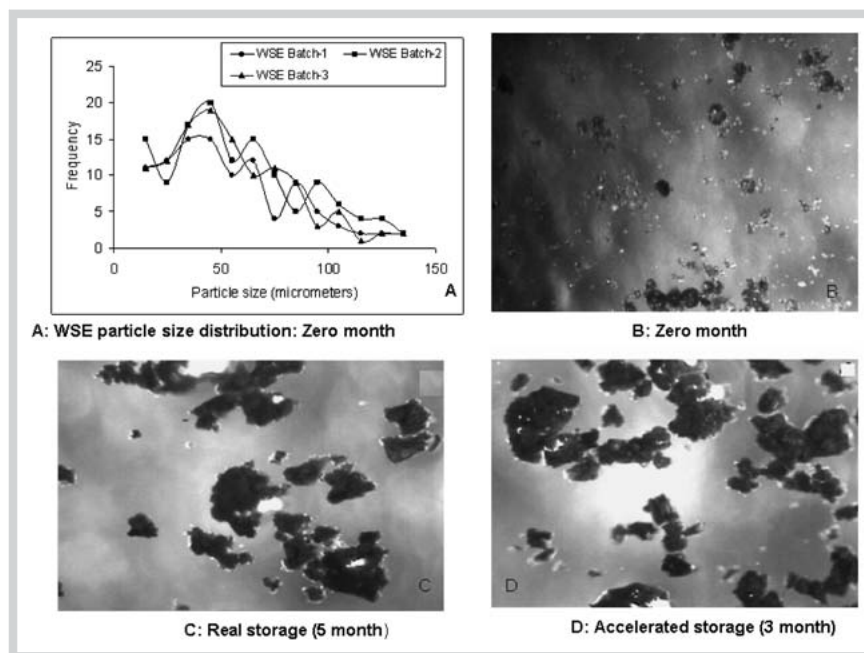 WSE Batch-1 WSE Batch-2
WSE Batch-3
25
20
15
10
5
0
Frequency
0 50 100 150
Particle size (micrometers) A
A: WSE particle size distribution: Zero month
B
B: Zero month
C
C: Real storage (5 month)
D
D: Accelerated storage (3 month)